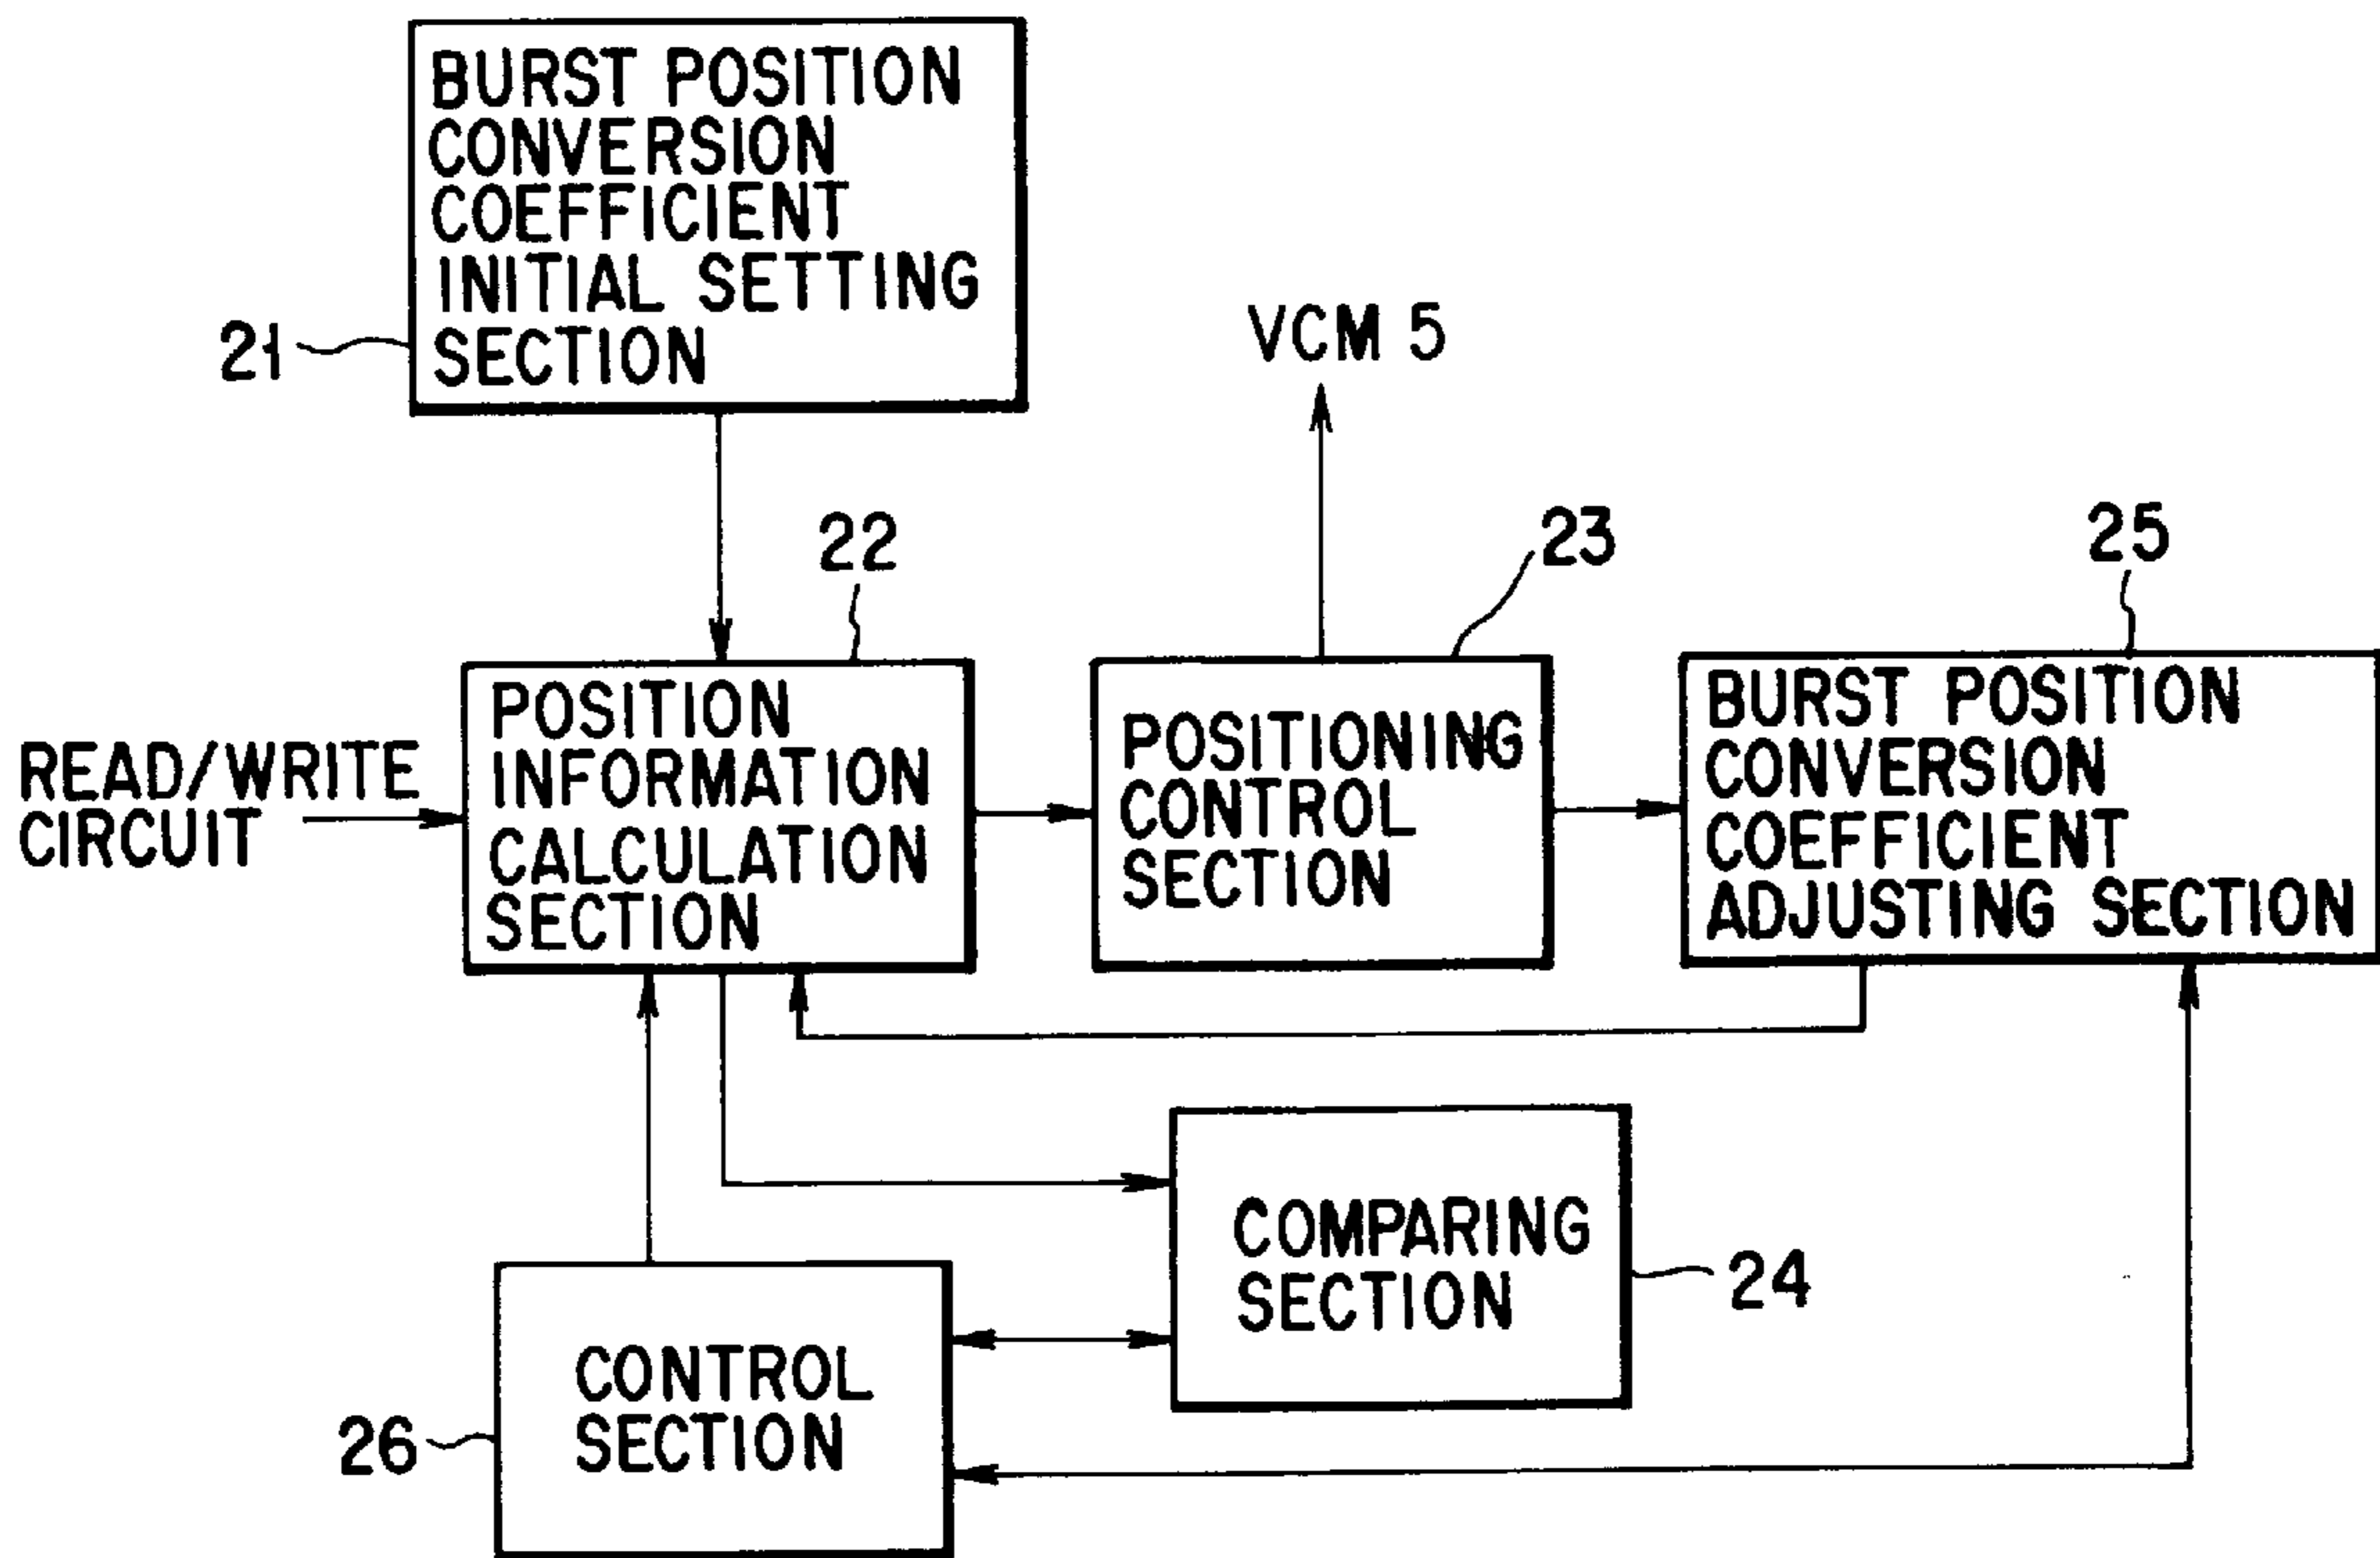 BURST POSITION
CONVERSION
COEFFICIENT
INITIAL SETTING
SECTION
21
VCM 5
22
23
25
READ/WRITE
CIRCUIT
POSITION
INFORMATION
CALCULATION
SECTION
POSITIONING
CONTROL
SECTION
BURST POSITION
CONVERSION
COEFFICIENT
ADJUSTING SECTION
COMPARING
SECTION
24
CONTROL
SECTION
26